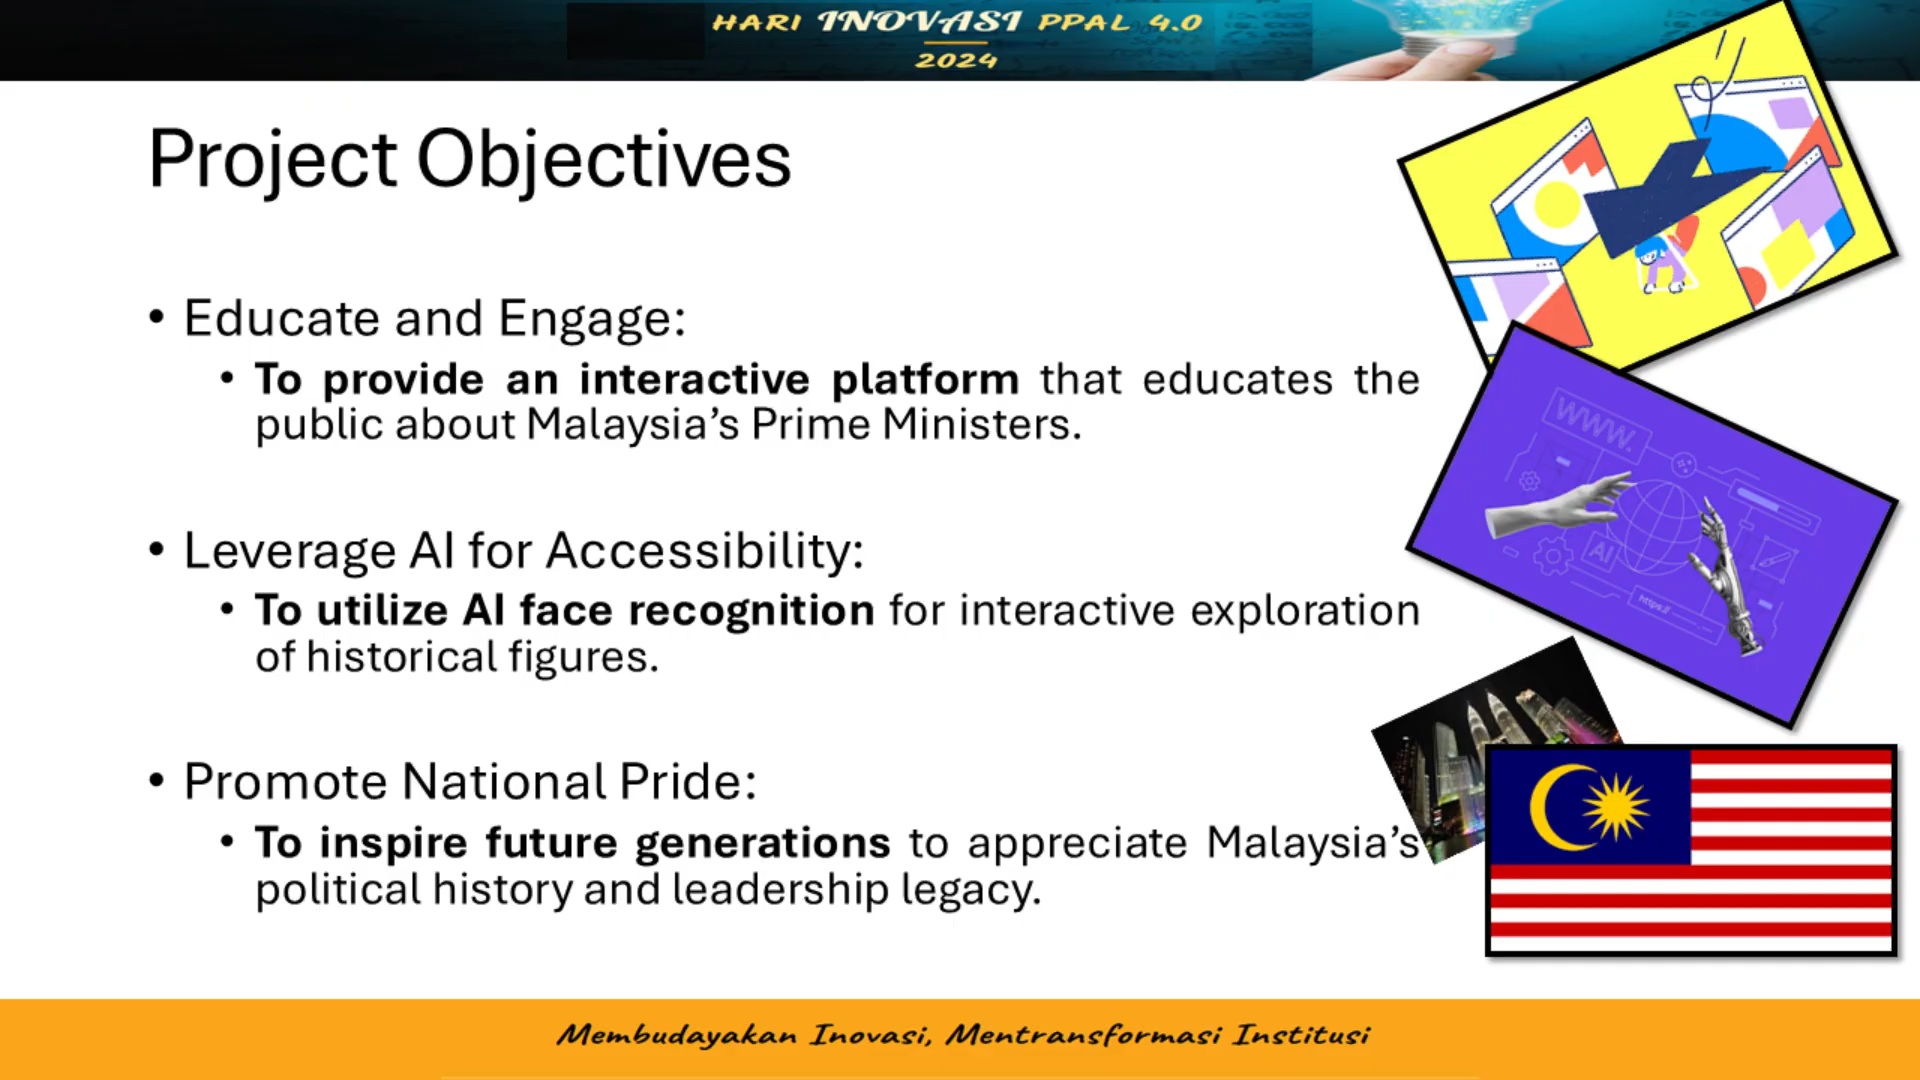 HARI INOVASI PPAL 4.0
2024
Project Objectives
• Educate and Engage:
• To provide an interactive platform that educates the
public about Malaysia’s Prime Ministers.
• Leverage AI for Accessibility:
• To utilize AI face recognition for interactive exploration
of historical figures.
• Promote National Pride:
• To inspire future generations to appreciate Malaysia’s
political history and leadership legacy.
WWW.
AI
https://
Membudayakan Inovasi, Mentransformasi Institusi